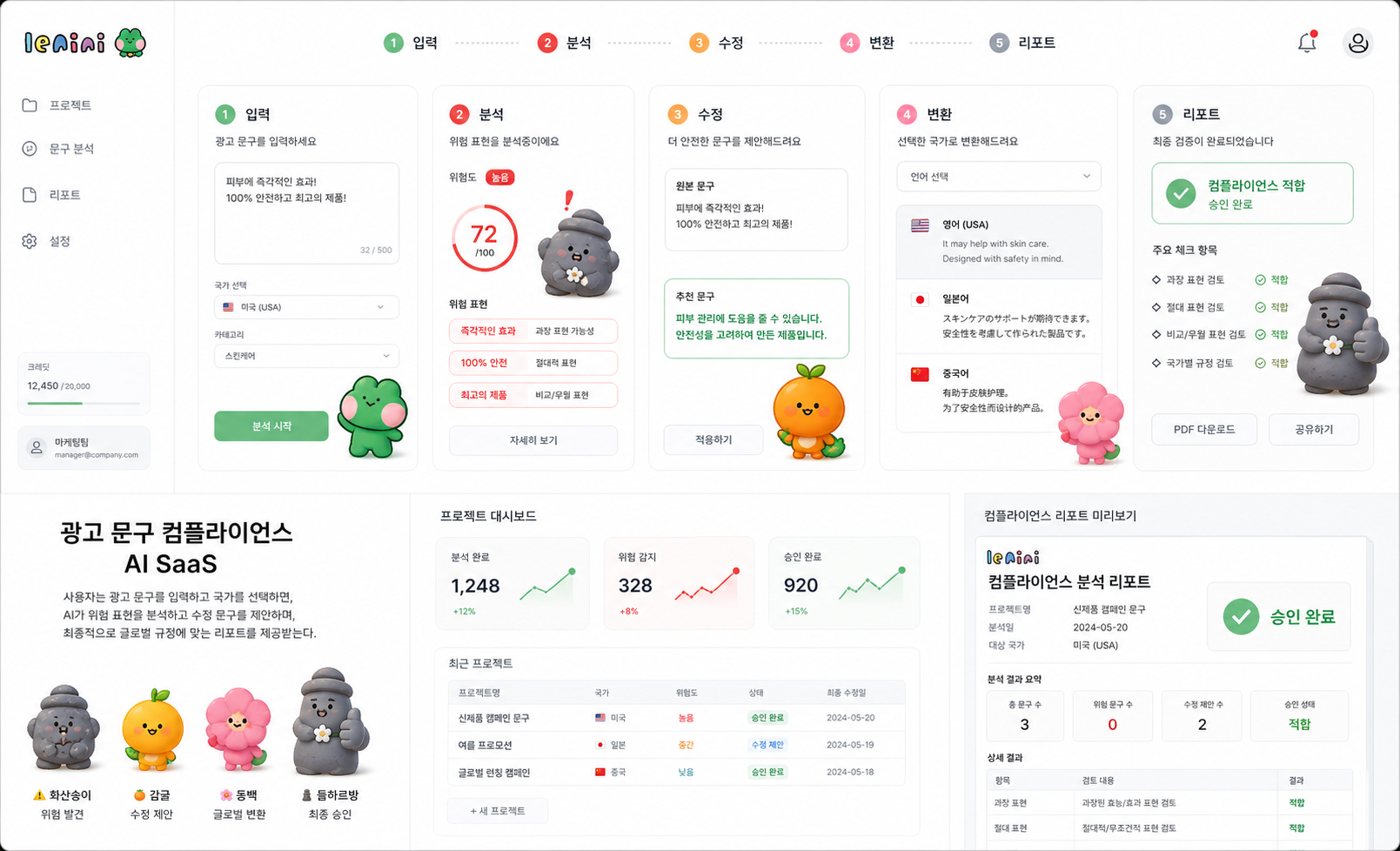 lenini
1 입력
2 분석
3 수정
4 변환
5 리포트
프로젝트
문구 분석
리포트
설정
크레딧
12,450 / 20,000
마케팅팀
manager@company.com
1 입력
광고 문구를 입력하세요
피부에 즉각적인 효과!
100% 안전하고 최고의 제품!
32 / 500
국가 선택
미국 (USA)
카테고리
스킨케어
분석 시작
2 분석
위험 표현을 분석중이에요
위험도 높음
72
/100
위험 표현
즉각적인 효과 과장 표현 가능성
100% 안전 절대적 표현
최고의 제품 비교/우월 표현
자세히 보기
3 수정
더 안전한 문구를 제안해드려요
원본 문구
피부에 즉각적인 효과!
100% 안전하고 최고의 제품!
추천 문구
피부 관리에 도움을 줄 수 있습니다.
안전성을 고려하여 만든 제품입니다.
적용하기
4 변환
선택한 국가로 변환해드려요
언어 선택
영어 (USA)
It may help with skin care.
Designed with safety in mind.
일본어
スキンケアのサポートが期待できます。
安全性を考慮して作られた製品です。
중국어
有助于皮肤护理。
为了安全性而设计的产品。
5 리포트
최종 검증이 완료되었습니다
컴플라이언스 적합
승인 완료
주요 체크 항목
과장 표현 검토 적합
절대 표현 검토 적합
비교/우월 표현 검토 적합
국가별 규정 검토 적합
PDF 다운로드
공유하기
광고 문구 컴플라이언스
AI SaaS
사용자는 광고 문구를 입력하고 국가를 선택하면,
AI가 위험 표현을 분석하고 수정 문구를 제안하며,
최종적으로 글로벌 규정에 맞는 리포트를 제공받는다.
화산송이
위험 발견
감귤
수정 제안
동백
글로벌 변환
돌하르방
최종 승인
프로젝트 대시보드
분석 완료
1,248
+12%
위험 감지
328
+8%
승인 완료
920
+15%
최근 프로젝트
프로젝트명 국가 위험도 상태 최종 수정일
신제품 캠페인 문구 미국 높음 승인 완료 2024-05-20
여름 프로모션 일본 중간 수정 제안 2024-05-19
글로벌 런칭 캠페인 중국 낮음 승인 완료 2024-05-18
+ 새 프로젝트
컴플라이언스 리포트 미리보기
lenini
컴플라이언스 분석 리포트
프로젝트명 신제품 캠페인 문구
분석일 2024-05-20
대상 국가 미국 (USA)
승인 완료
분석 결과 요약
총 문구 수
3
위험 문구 수
0
수정 제안 수
2
승인 성태
적합
상세 결과
항목 검토 내용 결과
과장 표현 과장된 효능/효과 표현 검토 적합
절대 표현 절대적/무조건적 표현 검토 적합